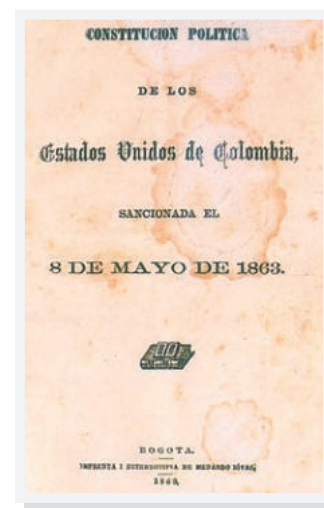 CONSTITUCION POLITICA
DE LOS
Estados Unidos de Colombia,
SANCIONADA EL
8 DE MAYO DE 1863.
BOGOTA.
IMPRENTA I ESTEREOTIPIA DE MEDARDO RIVAS,